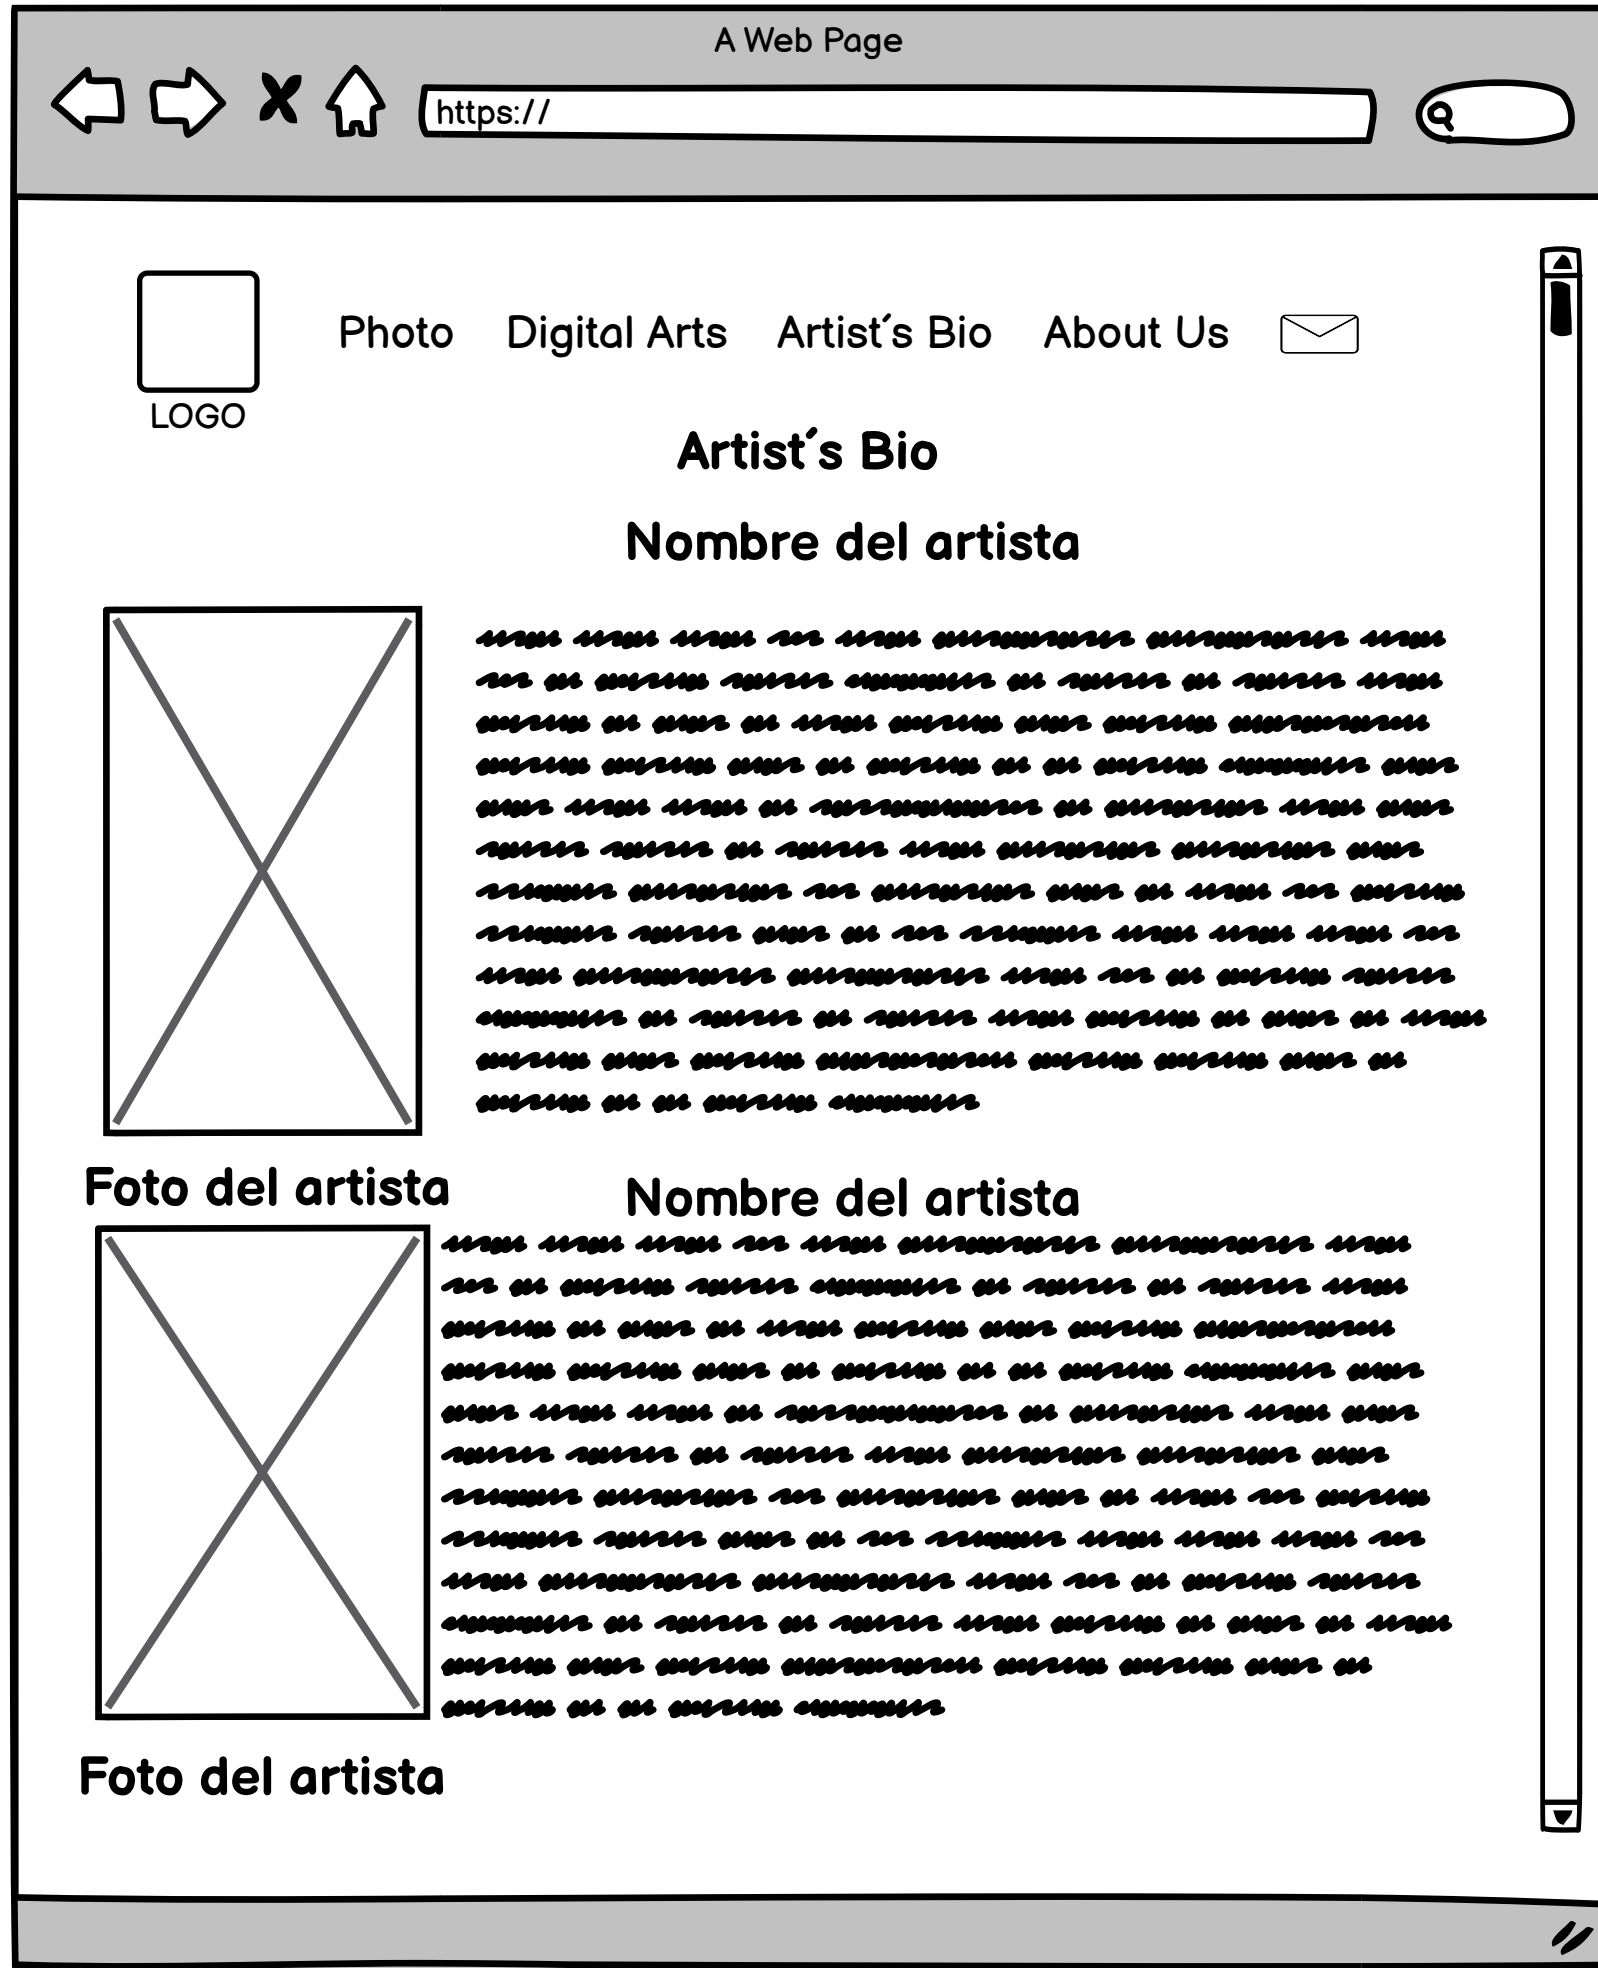 A Web Page
https://
Photo Digital Arts Artist´s Bio About Us
LOGO
Artist´s Bio
Nombre del artista
Foto del artista
Nombre del artista
Foto del artista